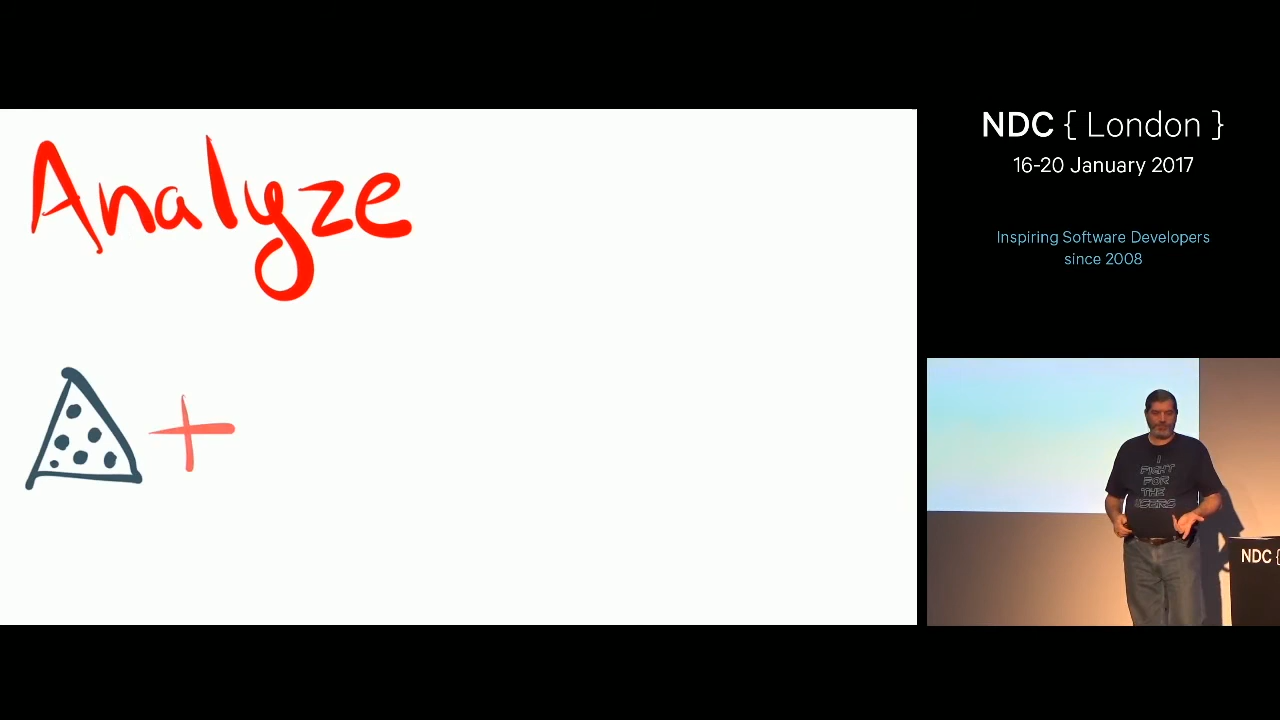 Analyze
+
NDC { London }
16-20 January 2017
Inspiring Software Developers
since 2008
I
FIGHT
FOR
THE
USERS
NDC {